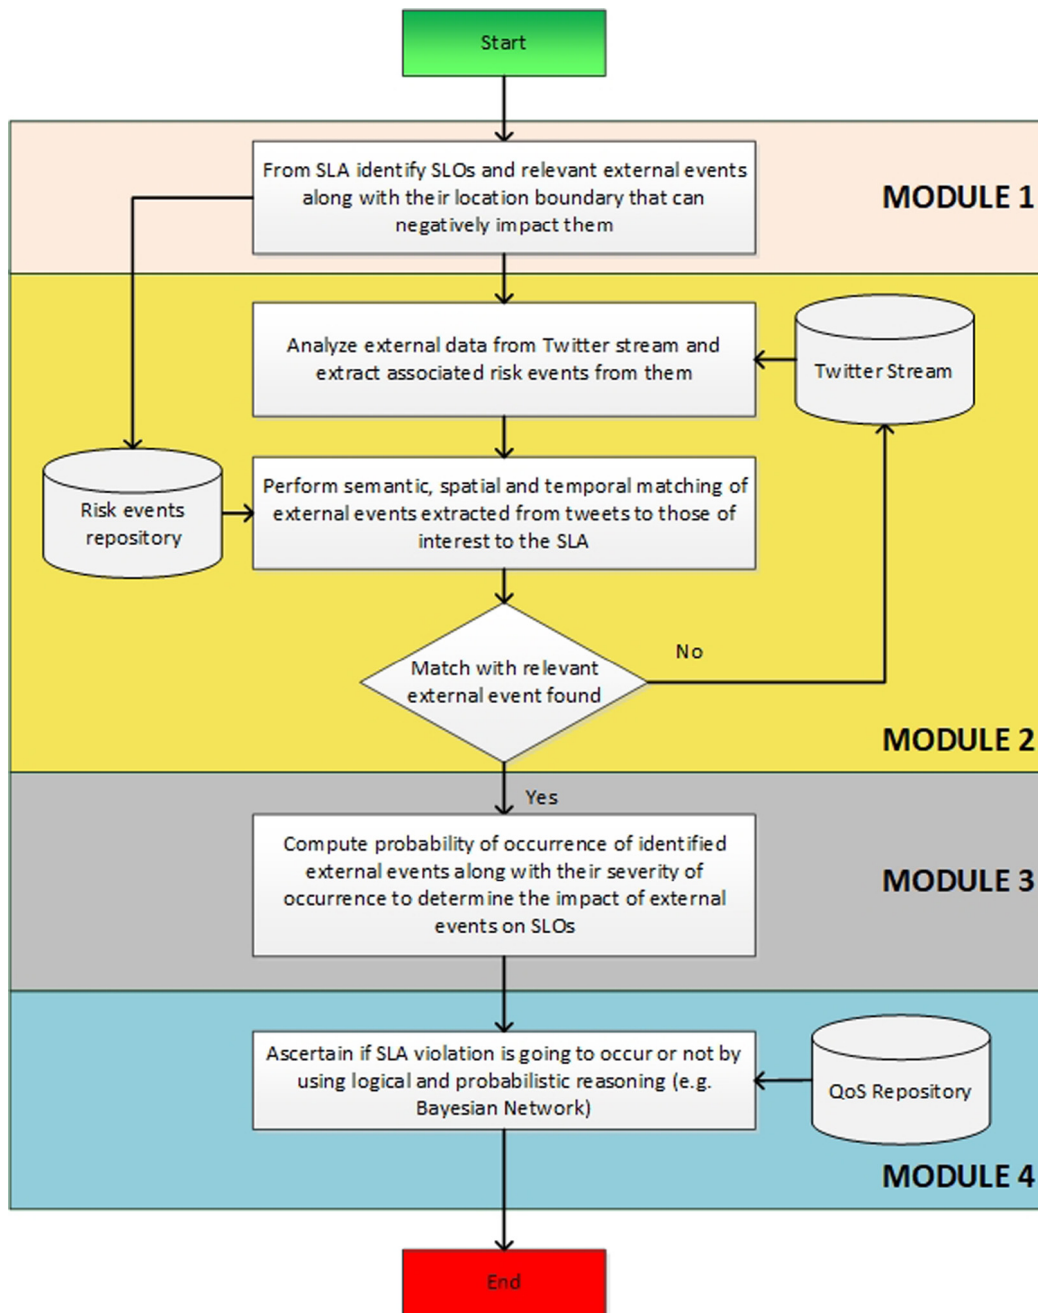 Start
From SLA identify SLOs and relevant external events
along with their location boundary that can
negatively impact them
MODULE 1
Analyze external data from Twitter stream and
extract associated risk events from them
Twitter Stream
Risk events
repository
Perform semantic, spatial and temporal matching of
external events extracted from tweets to those of
interest to the SLA
Match with relevant
external event found
No
MODULE 2
Yes
Compute probability of occurrence of identified
external events along with their severity of
occurrence to determine the impact of external
events on SLOs
MODULE 3
Ascertain if SLA violation is going to occur or not by
using logical and probabilistic reasoning (e.g.
Bayesian Network)
QoS Repository
MODULE 4
End